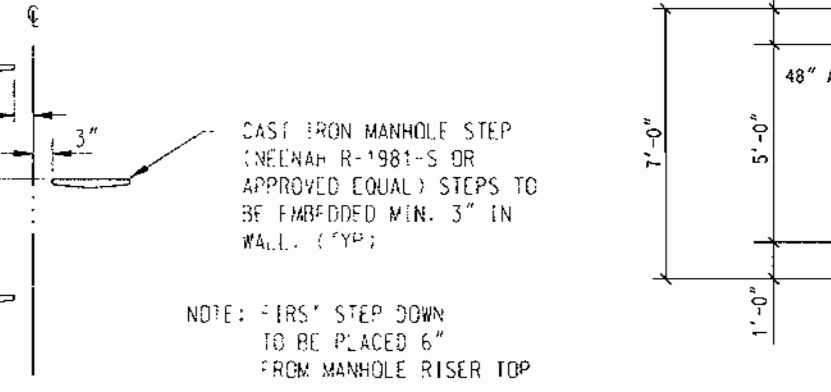 ℄
3"
CAST IRON MANHOLE STEP
(NEENAH R-1981-S OR
APPROVED EQUAL) STEPS TO
BE EMBEDDED MIN. 3" IN
WALL. (TYP)
NOTE: FIRST STEP DOWN
TO BE PLACED 6"
FROM MANHOLE RISER TOP
7'-0"
5'-0"
48" A
1'-0"